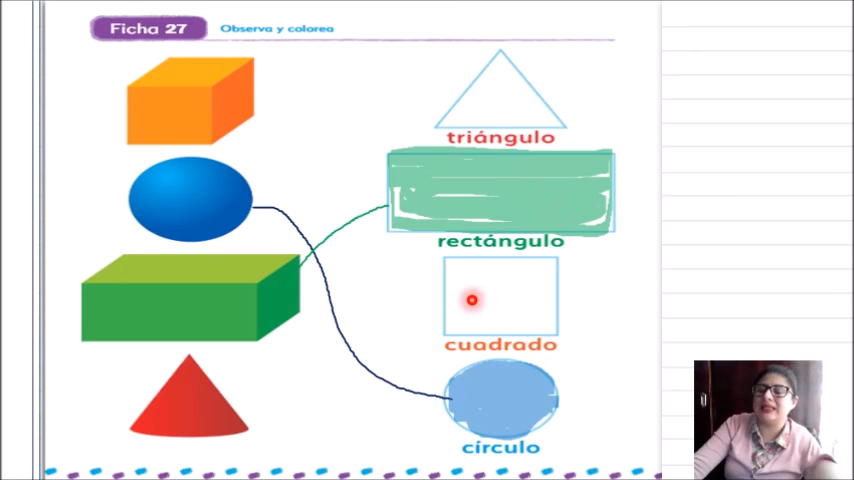 Ficha 27
Observa y colorea
triángulo
rectángulo
cuadrado
círculo